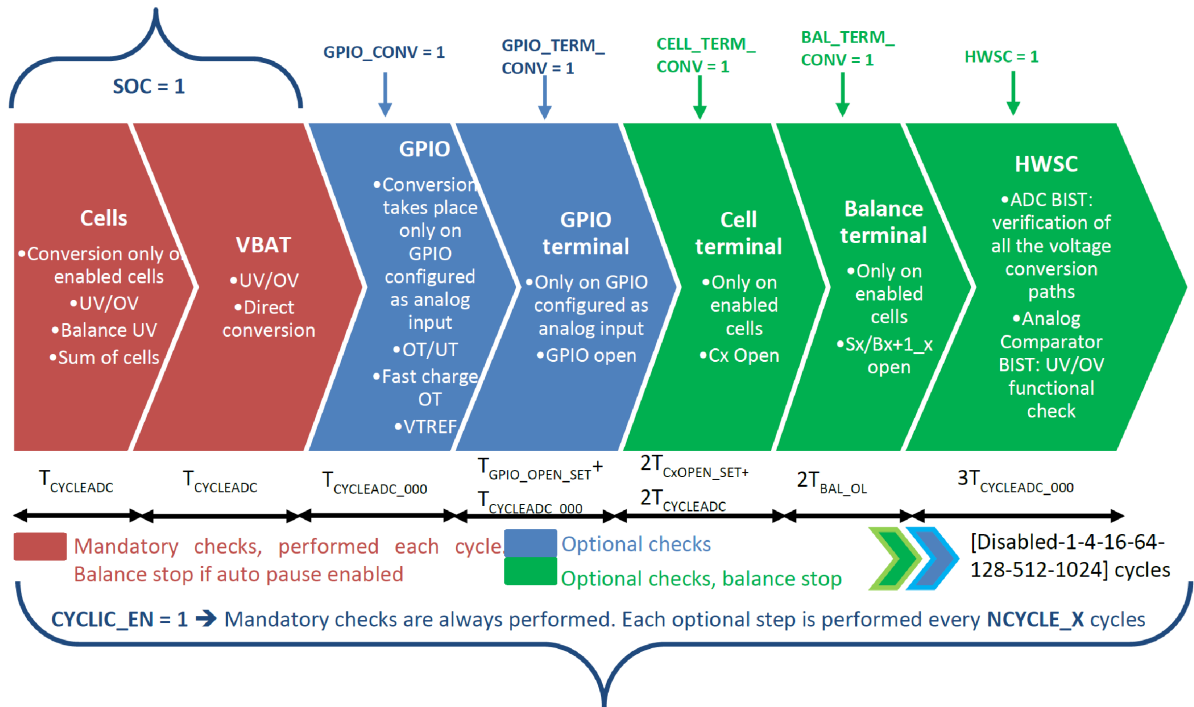 SOC = 1
GPIO_CONV = 1
GPIO_TERM_
CONV = 1
CELL_TERM_
CONV = 1
BAL_TERM_
CONV = 1
HWSC = 1
Cells
•Conversion only o
enabled cells
•UV/OV
•Balance UV
•Sum of cells
VBAT
•UV/OV
•Direct
conversion
GPIO
•Conversion
takes place
only on
GPIO
configured
as analog
input
•OT/UT
•Fast charge
OT
•VTREF
GPIO
terminal
•Only on GPIO
configured as
analog input
•GPIO open
Cell
terminal
•Only on
enabled
cells
•Cx Open
Balance
terminal
•Only on
enabled
cells
•Sx/Bx+1_x
open
HWSC
•ADC BIST:
verification of
all the voltage
conversion
paths
•Analog
Comparator
BIST: UV/OV
functional
check
TCYCLEADC
TCYCLEADC
TCYCLEADC_000
TGPIO_OPEN_SET+
TCYCLEADC_000
2TCxOPEN_SET+
2TCYCLEADC
2TBAL_OL
3TCYCLEADC_000
Mandatory checks, performed each cycle.
Balance stop if auto pause enabled
Optional checks
Optional checks, balance stop
[Disabled-1-4-16-64-
128-512-1024] cycles
CYCLIC_EN = 1 ➔ Mandatory checks are always performed. Each optional step is performed every NCYCLE_X cycles